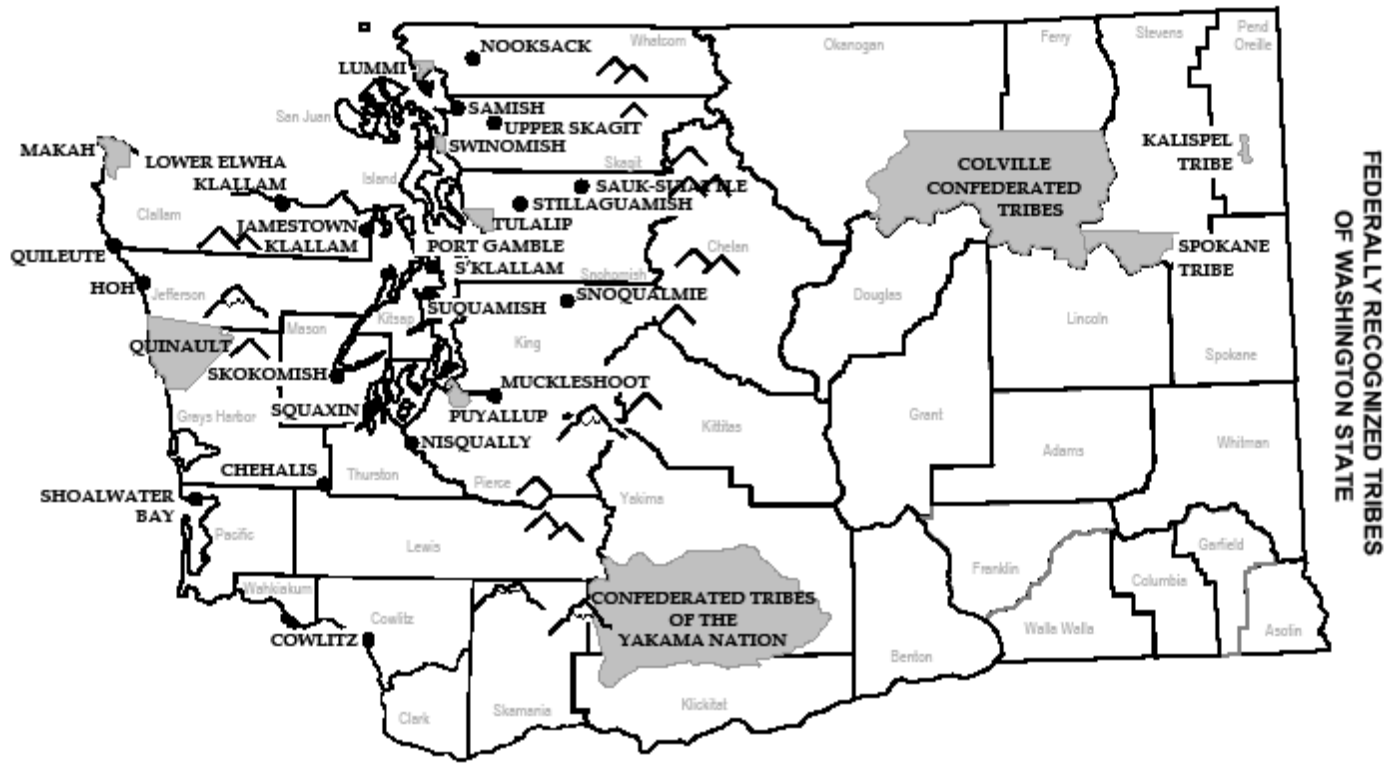 NOOKSACK
Whatcom
Okanogan
Ferry
Stevens
Pend
Oreille
LUMMI
San Juan
SAMISH
UPPER SKAGIT
SWINOMISH
Skagit
KALISPEL
TRIBE
MAKAH
LOWER ELWHA
KLALLAM
Island
SAUK-SUIATTLE
STILLAGUAMISH
COLVILLE
CONFEDERATED
TRIBES
Clallam
JAMESTOWN
KLALLAM
TULALIP
QUILEUTE
PORT GAMBLE
S'KLALLAM
Chelan
SPOKANE
TRIBE
HOH
Jefferson
Snohomish
SNOQUALMIE
Douglas
SUQUAMISH
Kitsap
Mason
Lincoln
QUINAULT
King
Spokane
SKOKOMISH
MUCKLESHOOT
SQUAXIN
PUYALLUP
Grays Harbor
Kittitas
Grant
NISQUALLY
Adams
Whitman
CHEHALIS
Thurston
Pierce
Yakima
SHOALWATER
BAY
Pacific
Lewis
Garfield
Franklin
Columbia
Wahkiakum
CONFEDERATED TRIBES
OF THE
YAKAMA NATION
Cowlitz
COWLITZ
Walla Walla
Asotin
Benton
Clark
Skamania
Klickitat
FEDERALLY RECOGNIZED TRIBES
OF WASHINGTON STATE